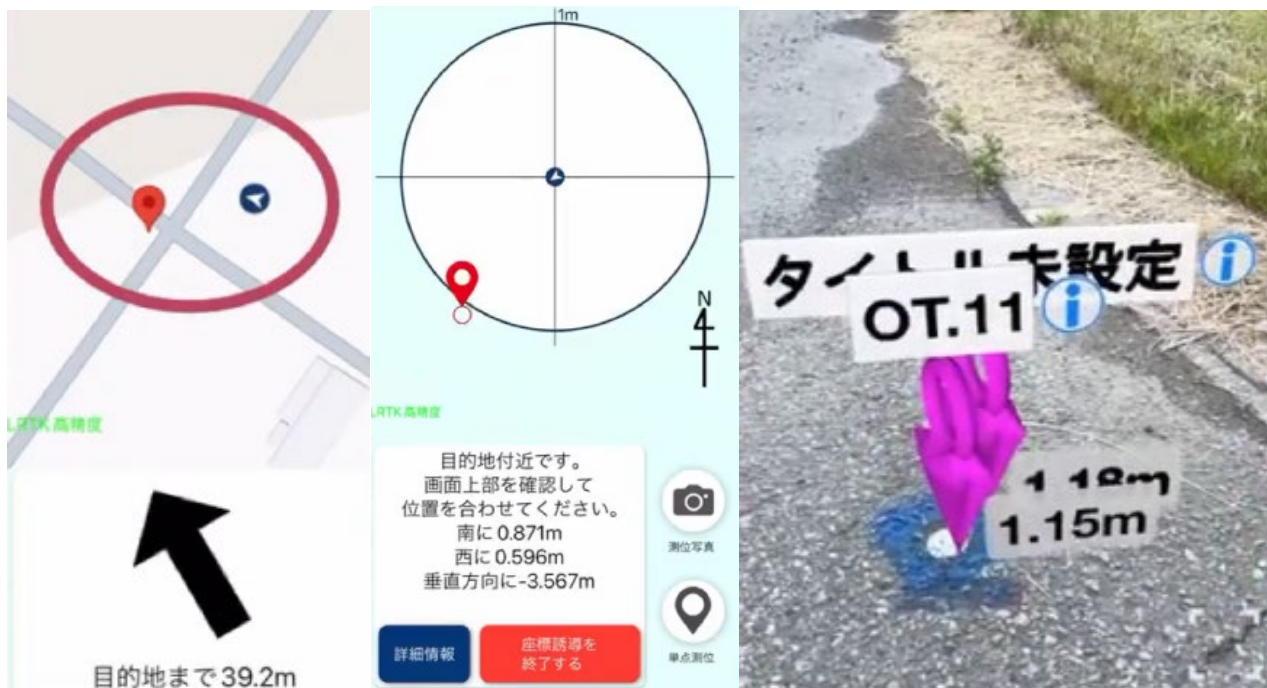 LRTK高精度
目的地まで39.2m
1m
N
LRTK高精度
目的地付近です。
画面上部を確認して
位置を合わせてください。
南に0.871m
西に0.596m
垂直方向に-3.567m
測位写真
単点測位
詳細情報
座標誘導を
終了する
タイトル未設定
OT.11
1.18m
1.15m